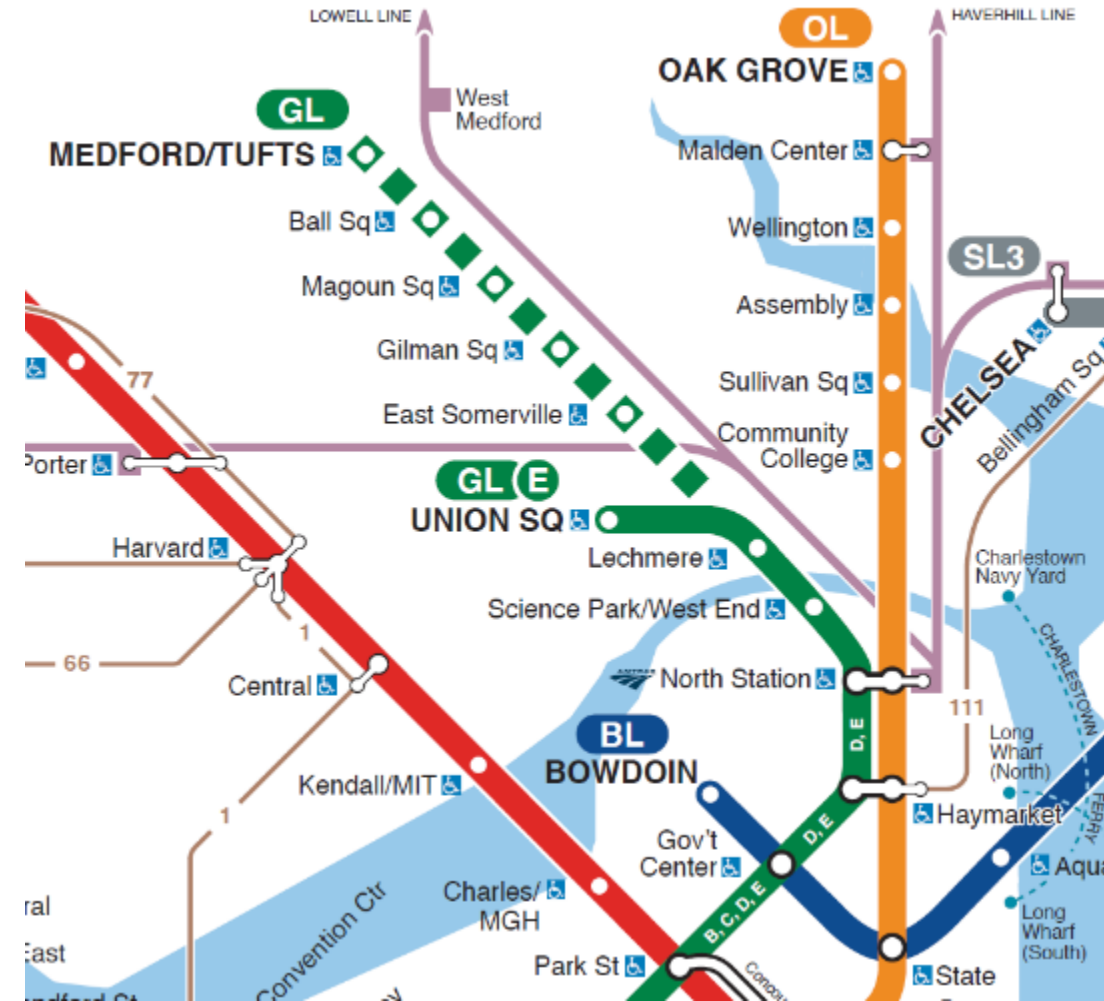 LOWELL LINE
HAVERHILL LINE
OL
OAK GROVE
West
Medford
GL
MEDFORD/TUFTS
Malden Center
Ball Sq
Wellington
SL3
Magoun Sq
Assembly
CHELSEA
Gilman Sq
Bellingham Sq
77
Sullivan Sq
East Somerville
Community
College
Porter
GL E
UNION SQ
Harvard
Lechmere
Charlestown
Navy Yard
Science Park/West End
1
66
CHARLESTOWN
FERRY
Central
North Station
111
D, E
BL
BOWDOIN
Long
Wharf
(North)
Kendall/MIT
1
Haymarket
D, E
Gov't
Center
Charles/
MGH
B, C, D, E
Convention Ctr
Long
Wharf
(South)
Park St
State